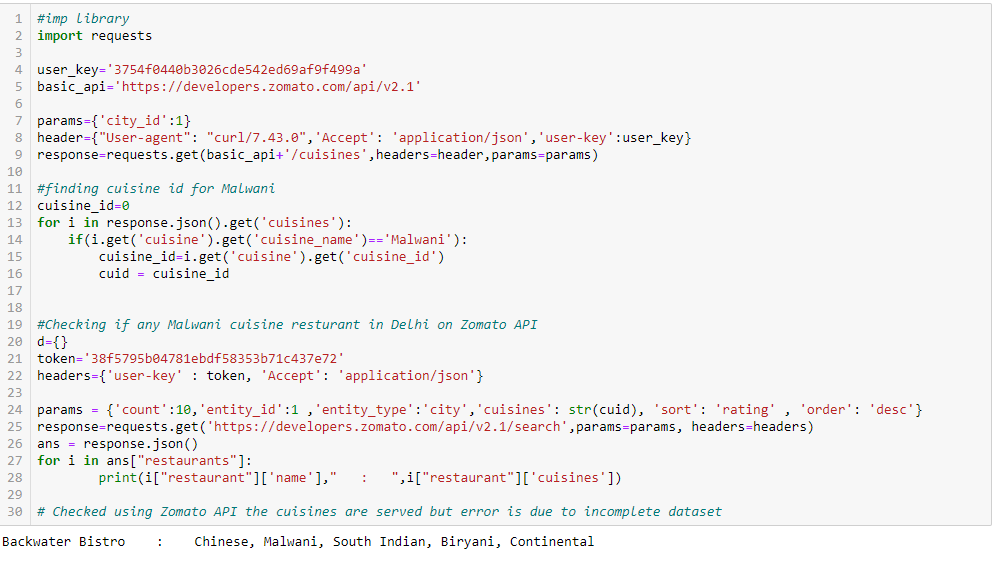 1 #imp library
2 import requests
3
4 user_key='3754f0440b3026cde542ed69af9f499a'
5 basic_api='https://developers.zomato.com/api/v2.1'
6
7 params={'city_id':1}
8 header={"User-agent": "curl/7.43.0",'Accept': 'application/json','user-key':user_key}
9 response=requests.get(basic_api+'/cuisines',headers=header,params=params)
10
11 #finding cuisine id for Malwani
12 cuisine_id=0
13 for i in response.json().get('cuisines'):
14     if(i.get('cuisine').get('cuisine_name')=='Malwani'):
15         cuisine_id=i.get('cuisine').get('cuisine_id')
16         cuid = cuisine_id
17
18
19 #Checking if any Malwani cuisine resturant in Delhi on Zomato API
20 d={}
21 token='38f5795b04781ebdf58353b71c437e72'
22 headers={'user-key' : token, 'Accept': 'application/json'}
23
24 params = {'count':10,'entity_id':1 ,'entity_type':'city','cuisines': str(cuid), 'sort': 'rating' , 'order': 'desc'}
25 response=requests.get('https://developers.zomato.com/api/v2.1/search',params=params, headers=headers)
26 ans = response.json()
27 for i in ans["restaurants"]:
28         print(i["restaurant"]['name'],"   :   ",i["restaurant"]['cuisines'])
29
30 # Checked using Zomato API the cuisines are served but error is due to incomplete dataset
Backwater Bistro    :    Chinese, Malwani, South Indian, Biryani, Continental